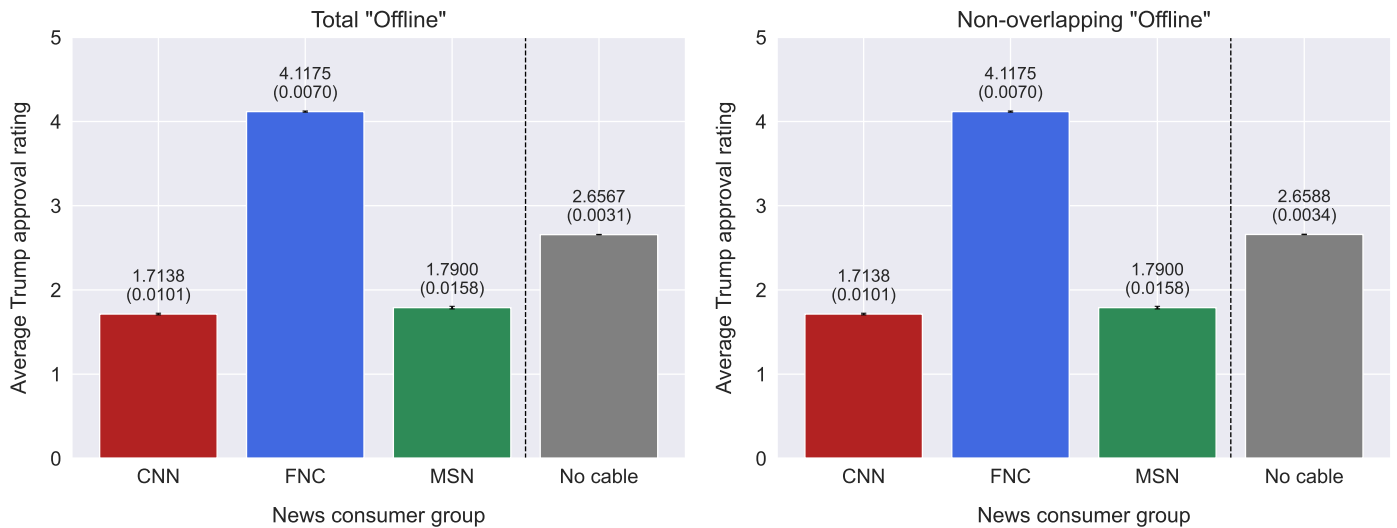 Total "Offline"
Average Trump approval rating
5
4
3
2
1
0
4.1175
(0.0070)
2.6567
(0.0031)
1.7138
(0.0101)
1.7900
(0.0158)
CNN
FNC
MSN
No cable
News consumer group
Non-overlapping "Offline"
Average Trump approval rating
5
4
3
2
1
0
4.1175
(0.0070)
2.6588
(0.0034)
1.7138
(0.0101)
1.7900
(0.0158)
CNN
FNC
MSN
No cable
News consumer group